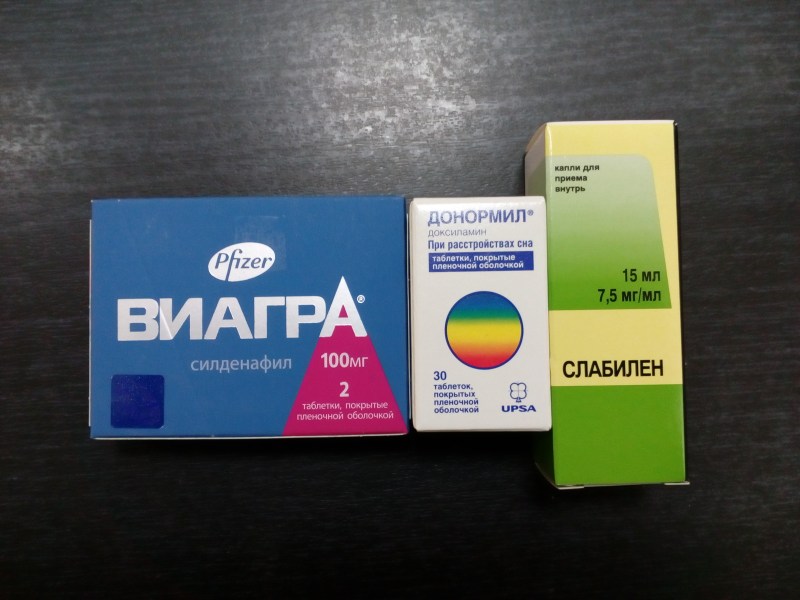 Pfizer
ВИАГРА®
силденафил
100мг
2
таблетки, покрытые
пленочной оболочкой
ДОНОРМИЛ®
доксиламин
При расстройствах сна
таблетки, покрытые
пленочной оболочкой
30
таблеток,
покрытых
пленочной
оболочкой
UPSA
капли для
приема
внутрь
15 мл
7,5 мг/мл
СЛАБИЛЕН